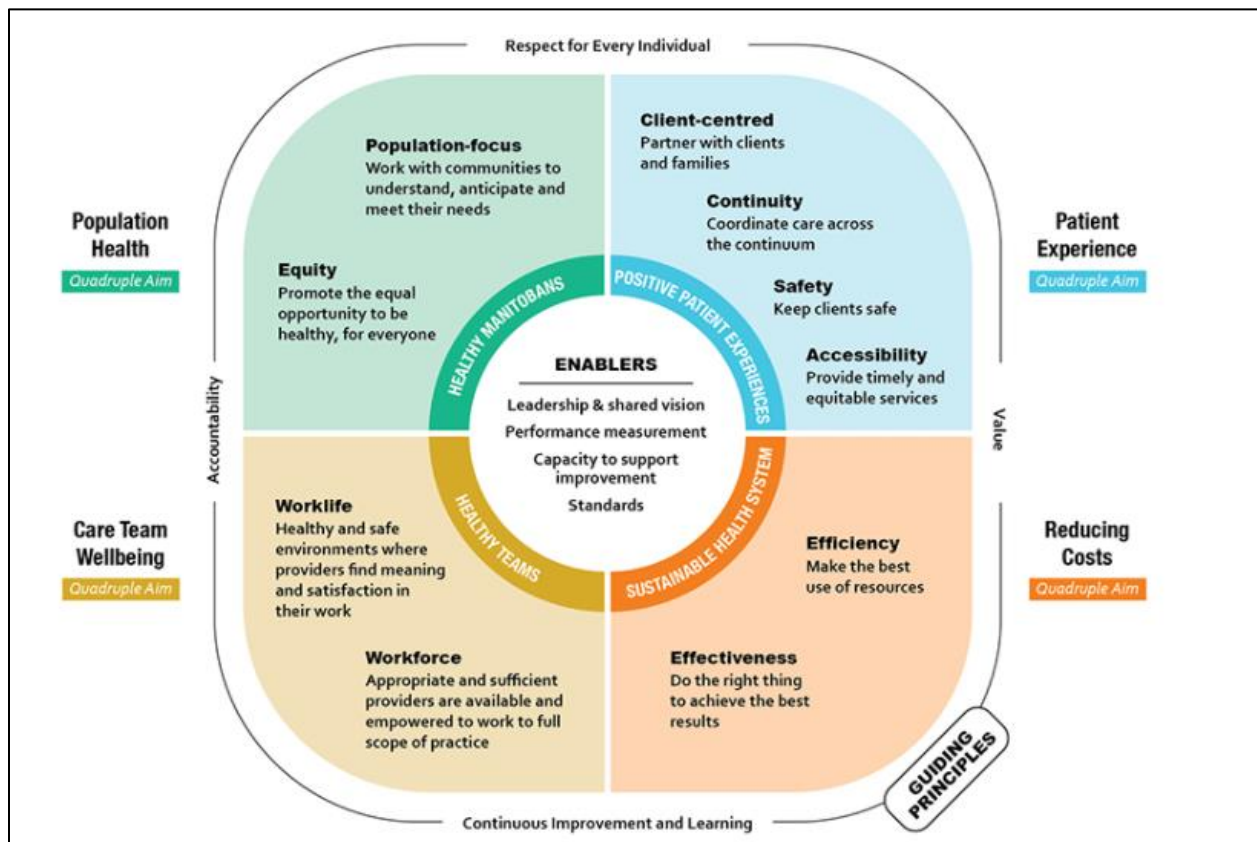 Respect for Every Individual
Population
Health
Quadruple Aim
Population-focus
Work with communities to
understand, anticipate and
meet their needs
Equity
Promote the equal
opportunity to be
healthy, for everyone
HEALTHY MANITOBANS
Client-centred
Partner with clients
and families
Continuity
Coordinate care across
the continuum
Safety
Keep clients safe
Accessibility
Provide timely and
equitable services
POSITIVE PATIENT EXPERIENCES
Patient
Experience
Quadruple Aim
ENABLERS
Leadership & shared vision
Performance measurement
Capacity to support
improvement
Standards
Accountability
Value
Care Team
Wellbeing
Quadruple Aim
Worklife
Healthy and safe
environments where
providers find meaning
and satisfaction in
their work
Workforce
Appropriate and sufficient
providers are available and
empowered to work to full
scope of practice
HEALTHY TEAMS
SUSTAINABLE HEALTH SYSTEM
Efficiency
Make the best
use of resources
Effectiveness
Do the right thing
to achieve the best
results
Reducing
Costs
Quadruple Aim
GUIDING
PRINCIPLES
Continuous Improvement and Learning